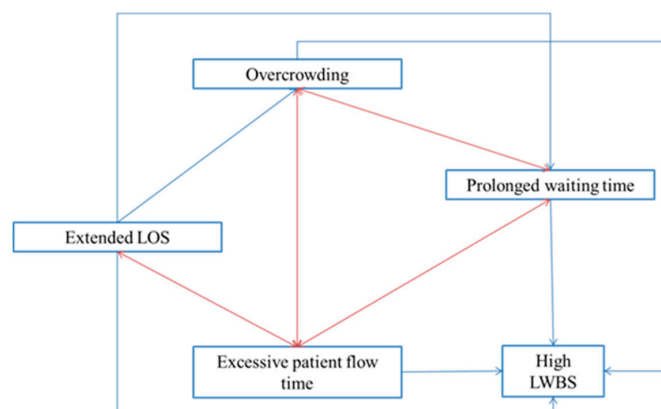 Overcrowding
Prolonged waiting time
Extended LOS
Excessive patient flow
time
High
LWBS